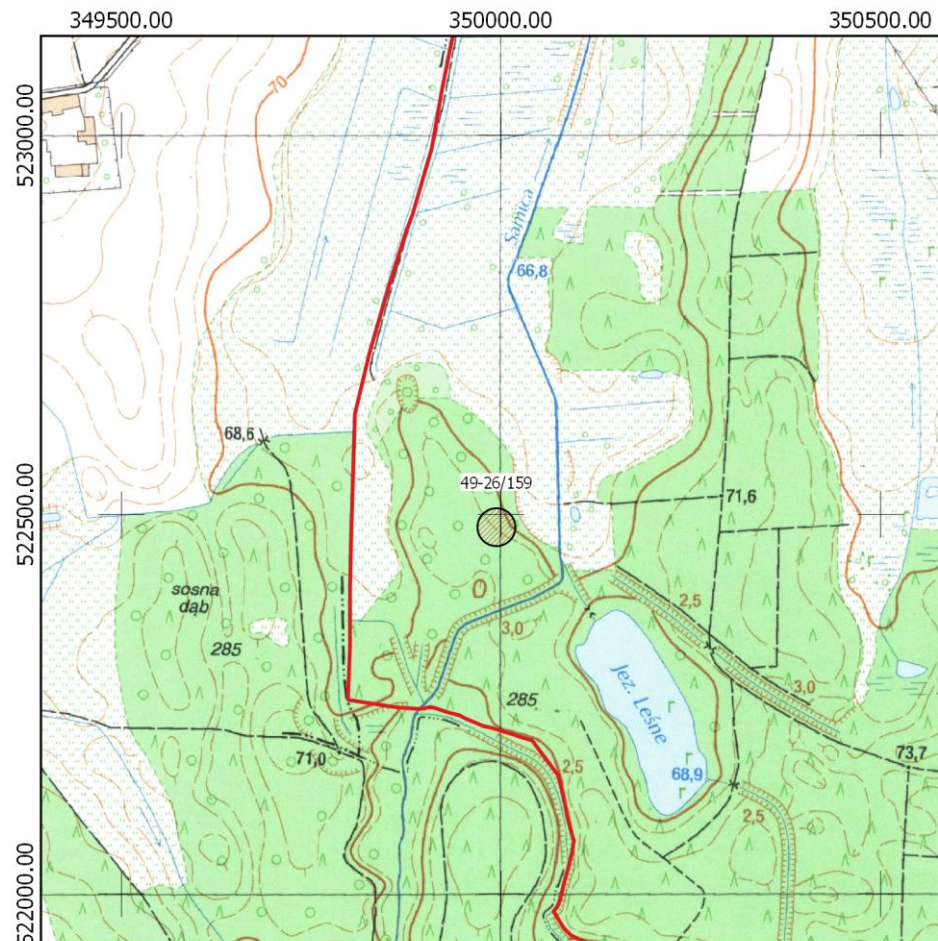 349500.00
350000.00
350500.00
523000.00
522500.00
522000.00
70
Samica
66,8
68,6
49-26/159
71,6
sosna
dąb
285
2,5
3,0
285
Jez. Leśne
3,0
71,0
2,5
68,9
73,7
2,5
r
r
r
r
r
r
r
r
r